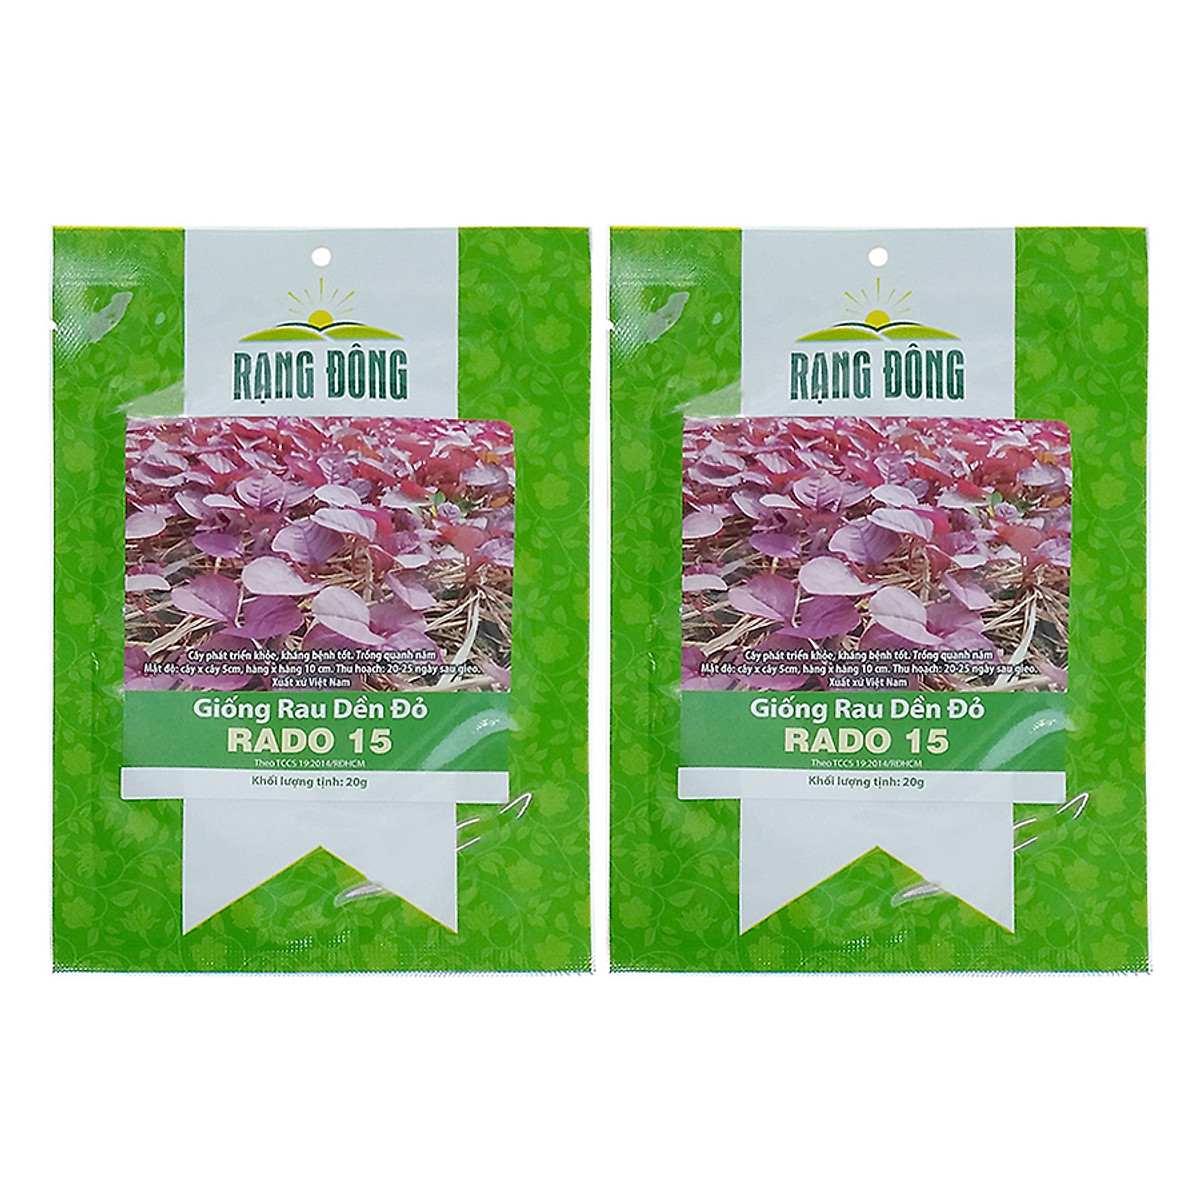 RẠNG ĐÔNG
Cây phát triển khỏe, kháng bệnh tốt. Trồng quanh năm
Mật độ: cây x cây 5cm, hàng x hàng 10 cm. Thu hoạch: 20-25 ngày sau gieo.
Xuất xứ Việt Nam
Giống Rau Dền Đỏ
RADO 15
Theo TCCS 19:2014/RĐHCM
Khối lượng tịnh: 20g
RẠNG ĐÔNG
Cây phát triển khỏe, kháng bệnh tốt. Trồng quanh năm
Mật độ: cây x cây 5cm, hàng x hàng 10 cm. Thu hoạch: 20-25 ngày sau gieo.
Xuất xứ Việt Nam
Giống Rau Dền Đỏ
RADO 15
Theo TCCS 19:2014/RĐHCM
Khối lượng tịnh: 20g